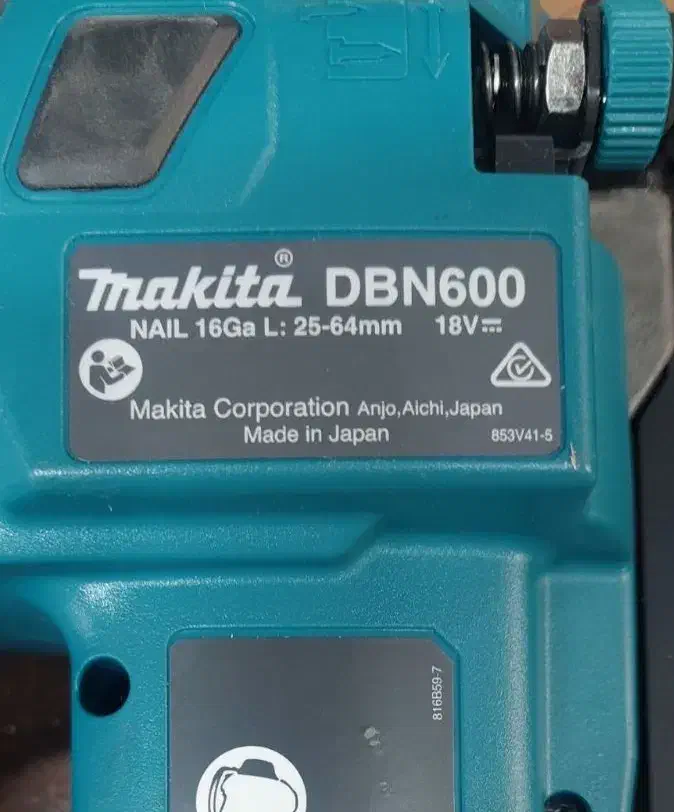 makita® DBN600
NAIL 16Ga L: 25-64mm 18V⎓
Makita Corporation Anjo,Aichi,Japan
Made in Japan 853V41-5
816B59-7